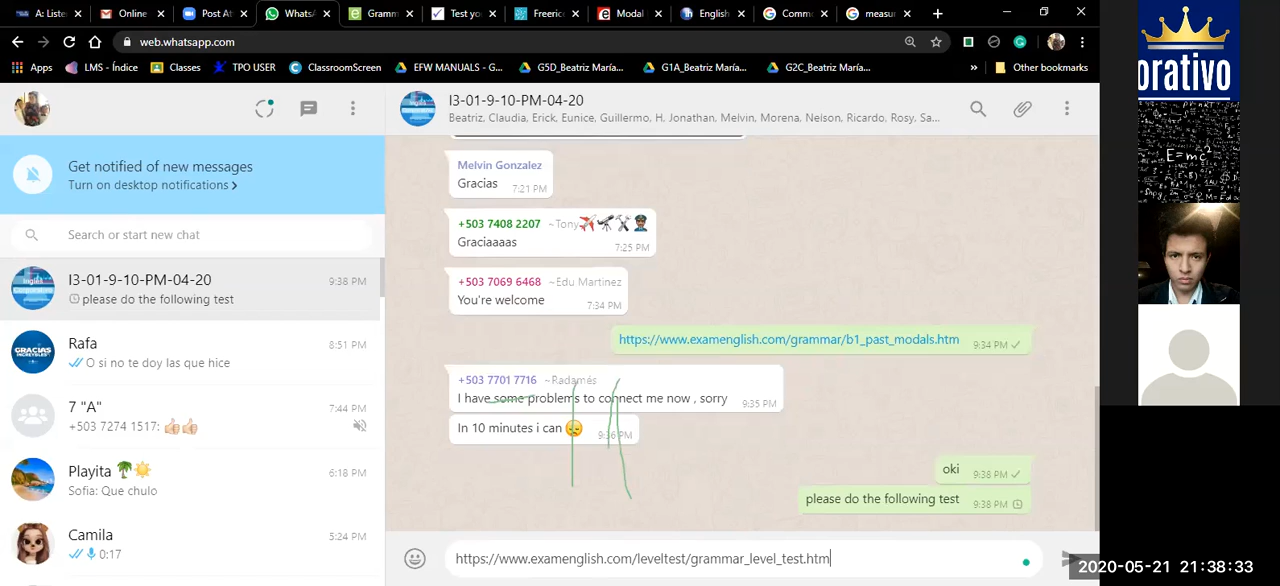 A: Listen
Online
Post At
WhatsA
Gramm
Test yo
Freerice
Modal
English
Commo
measur
web.whatsapp.com
Apps
LMS - Índice
Classes
TPO USER
ClassroomScreen
EFW MANUALS - G...
G5D_Beatriz María...
G1A_Beatriz María...
G2C_Beatriz María...
»
Other bookmarks
I3-01-9-10-PM-04-20
Beatriz, Claudia, Erick, Eunice, Guillermo, H, Jonathan, Melvin, Morena, Neison, Ricardo, Rosy, Sa...
Get notified of new messages
Turn on desktop notifications >
Search or start new chat
I3-01-9-10-PM-04-20 9:38 PM
please do the following test
Rafa 8:51 PM
O si no te doy las que hice
7 "A" 7:44 PM
+503 7274 1517: 👍🏻👍🏻
Playita 🌴☀️ 6:18 PM
Sofia: Que chulo
Camila 5:24 PM
0:17
Melvin Gonzalez
Gracias 7:21 PM
+503 7408 2207 ~Tony
Graciaaaas 7:25 PM
+503 7069 6468 ~Edu Martinez
You're welcome 7:34 PM
https://www.examenglish.com/grammar/b1_past_modals.htm 9:34 PM
+503 7701 7716 ~Radamés
I have some problems to connect me now , sorry 9:35 PM
In 10 minutes i can 😥 9:36 PM
oki 9:38 PM
please do the following test 9:38 PM
https://www.examenglish.com/leveltest/grammar_level_test.htm
orativo
E=mc²
2020-05-21 21:38:33